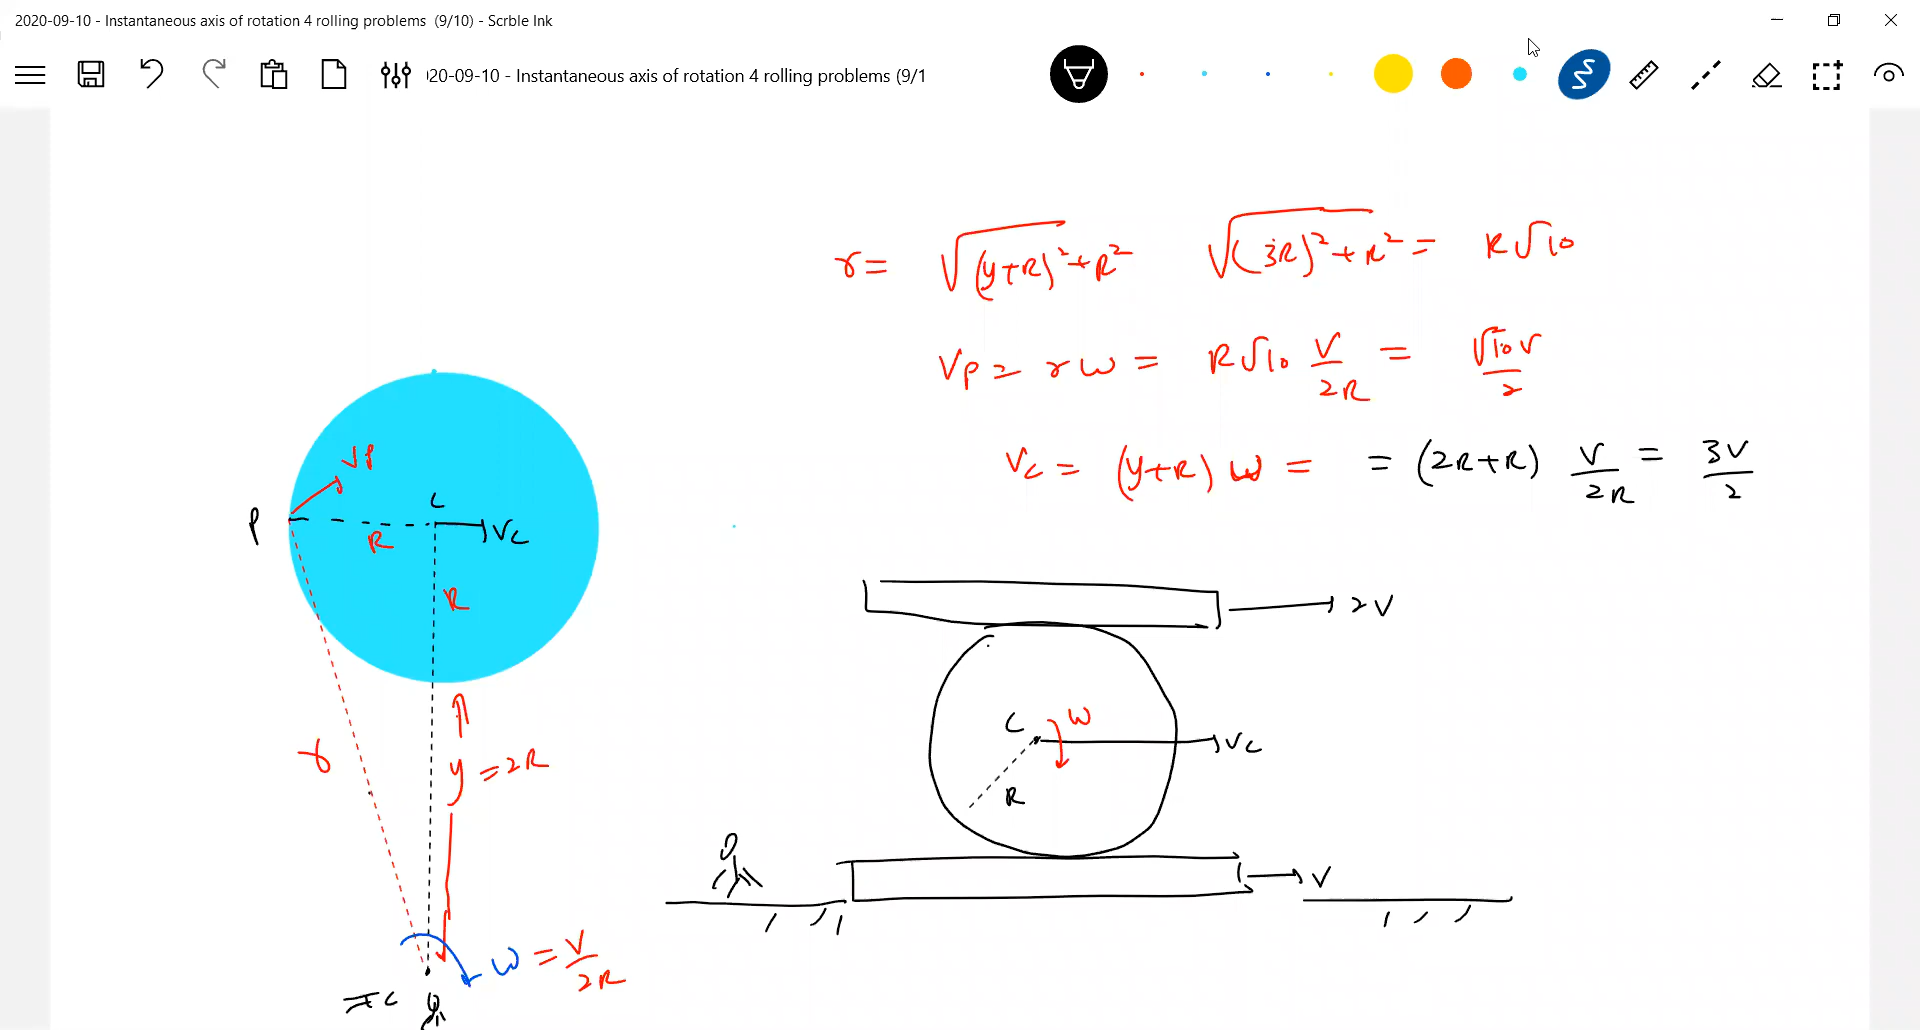 2020-09-10 - Instantaneous axis of rotation 4 rolling problems (9/10) - Scrble Ink
20-09-10 - Instantaneous axis of rotation 4 rolling problems (9/1
r = √((y+R)²+R²) √((3R)²+R²) = R√10
VP = rω = R√10 V/2R = √10 V/2
VC = (y+R) ω = = (2R+R) V/2R = 3V/2
VP
P
C
VC
R
R
2V
C
ω
VC
R
r
y = 2R
V
ω = V/2R
IC